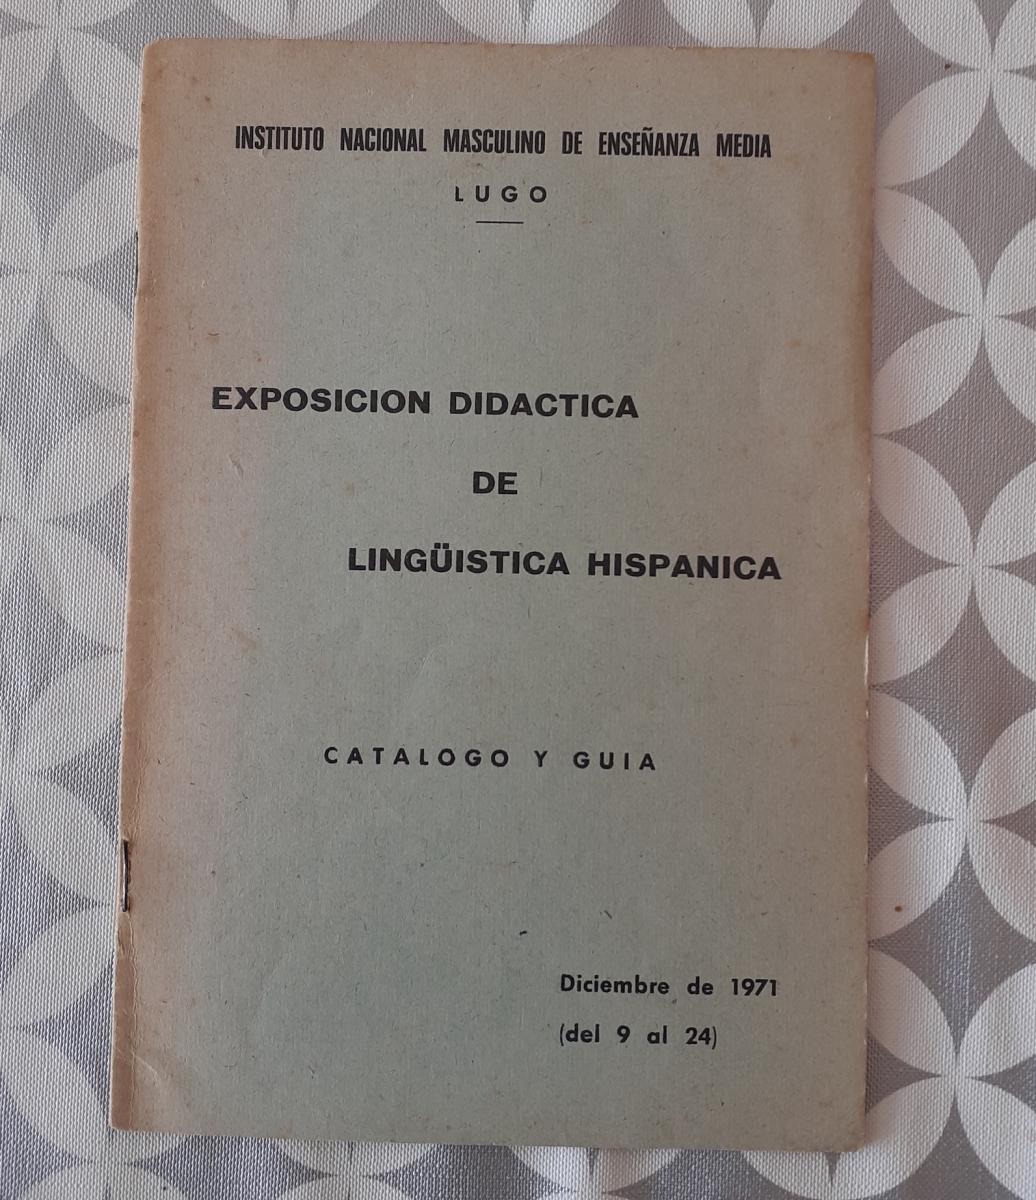 INSTITUTO NACIONAL MASCULINO DE ENSEÑANZA MEDIA
LUGO
EXPOSICION DIDACTICA
DE
LINGÜISTICA HISPANICA
CATALOGO Y GUIA
Diciembre de 1971
(del 9 al 24)